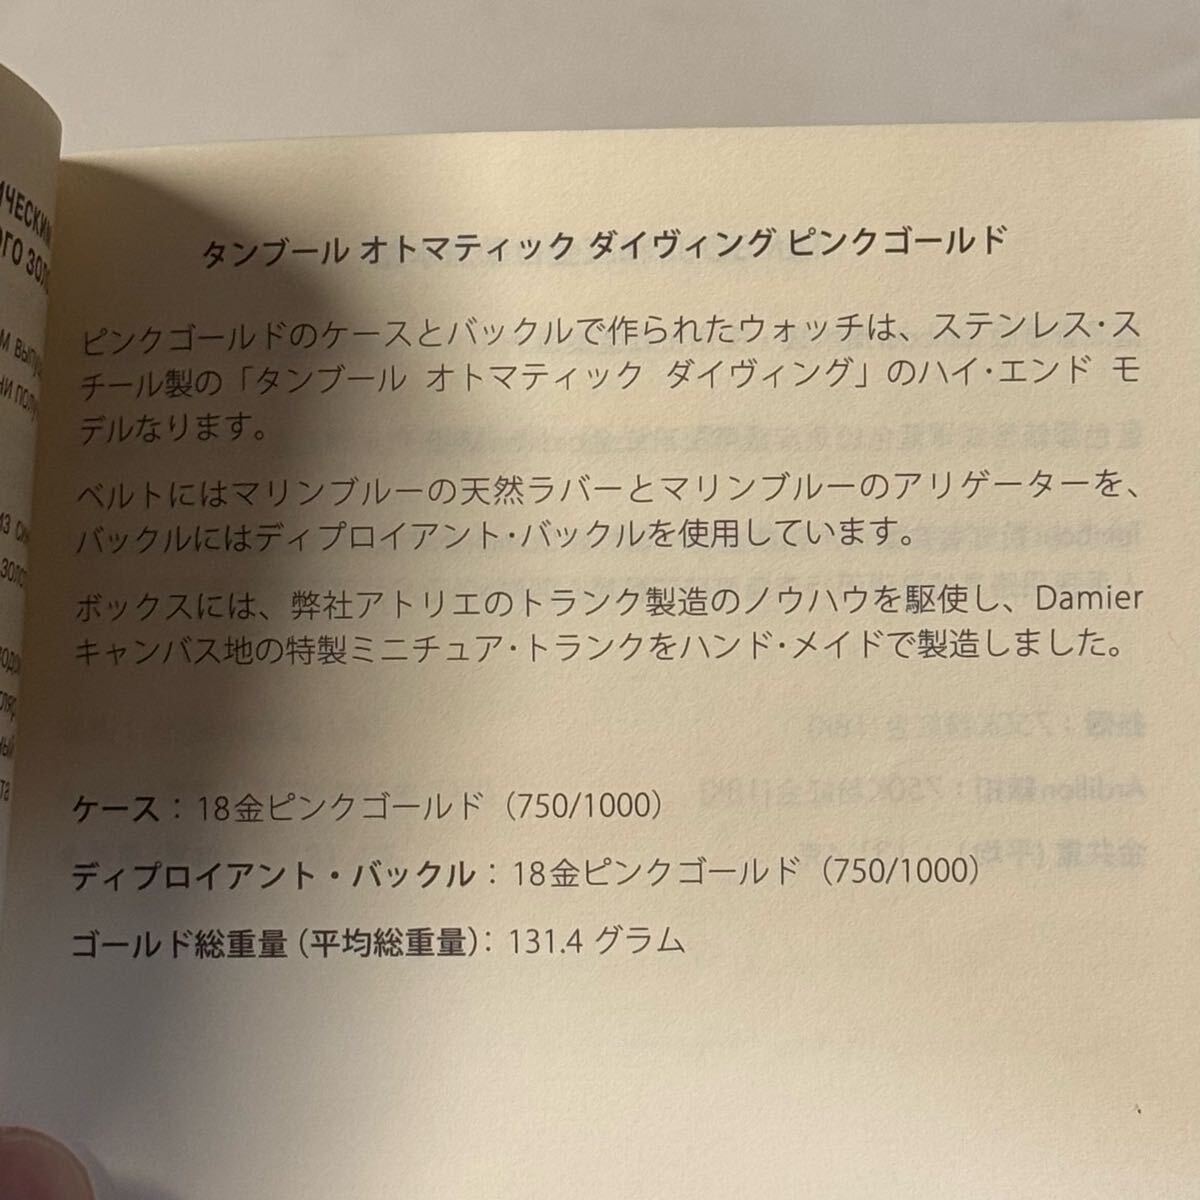 タンブール オトマティック ダイヴィング ピンクゴールド
ピンクゴールドのケースとバックルで作られたウォッチは、ステンレス・ス
チール製の「タンブール オトマティック ダイヴィング」のハイ・エンド モ
デルなります。
ベルトにはマリンブルーの天然ラバーとマリンブルーのアリゲーターを、
バックルにはディプロイアント・バックルを使用しています。
ボックスには、弊社アトリエのトランク製造のノウハウを駆使し、Damier
キャンバス地の特製ミニチュア・トランクをハンド・メイドで製造しました。
ケース：18金ピンクゴールド（750/1000）
ディプロイアント・バックル：18金ピンクゴールド（750/1000）
ゴールド総重量（平均総重量）：131.4 グラム